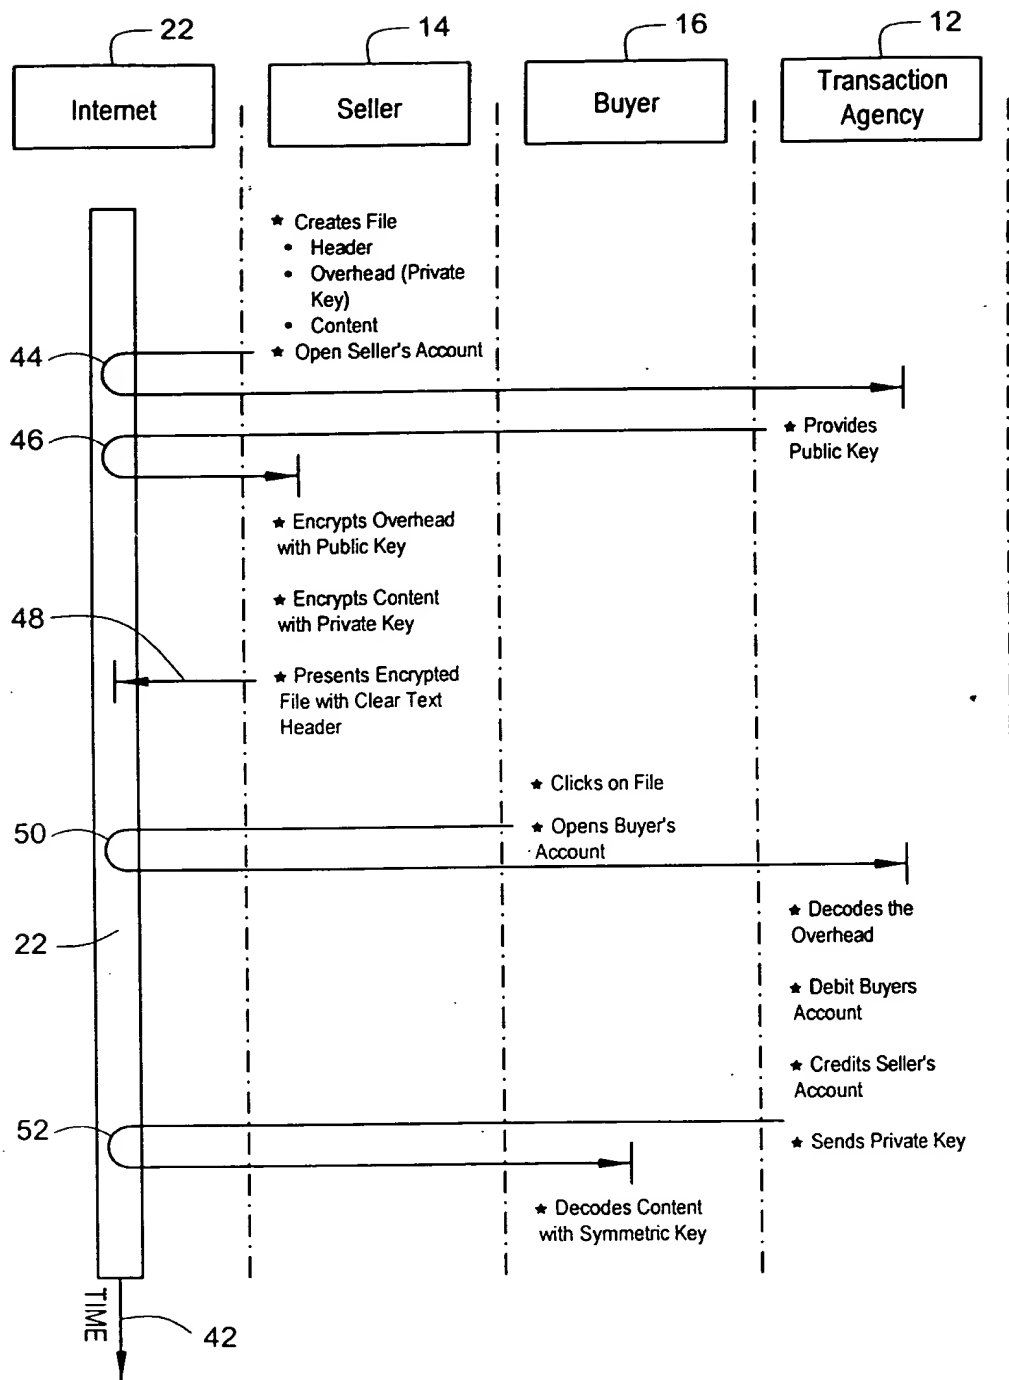 22
14
16
12
Internet
Seller
Buyer
Transaction
Agency
★ Creates File
• Header
• Overhead (Private
Key)
• Content
★ Open Seller's Account
44
46
★ Provides
Public Key
★ Encrypts Overhead
with Public Key
★ Encrypts Content
with Private Key
48
★ Presents Encrypted
File with Clear Text
Header
★ Clicks on File
50
★ Opens Buyer's
Account
★ Decodes the
Overhead
22
★ Debit Buyers
Account
★ Credits Seller's
Account
52
★ Sends Private Key
★ Decodes Content
with Symmetric Key
TIME
42